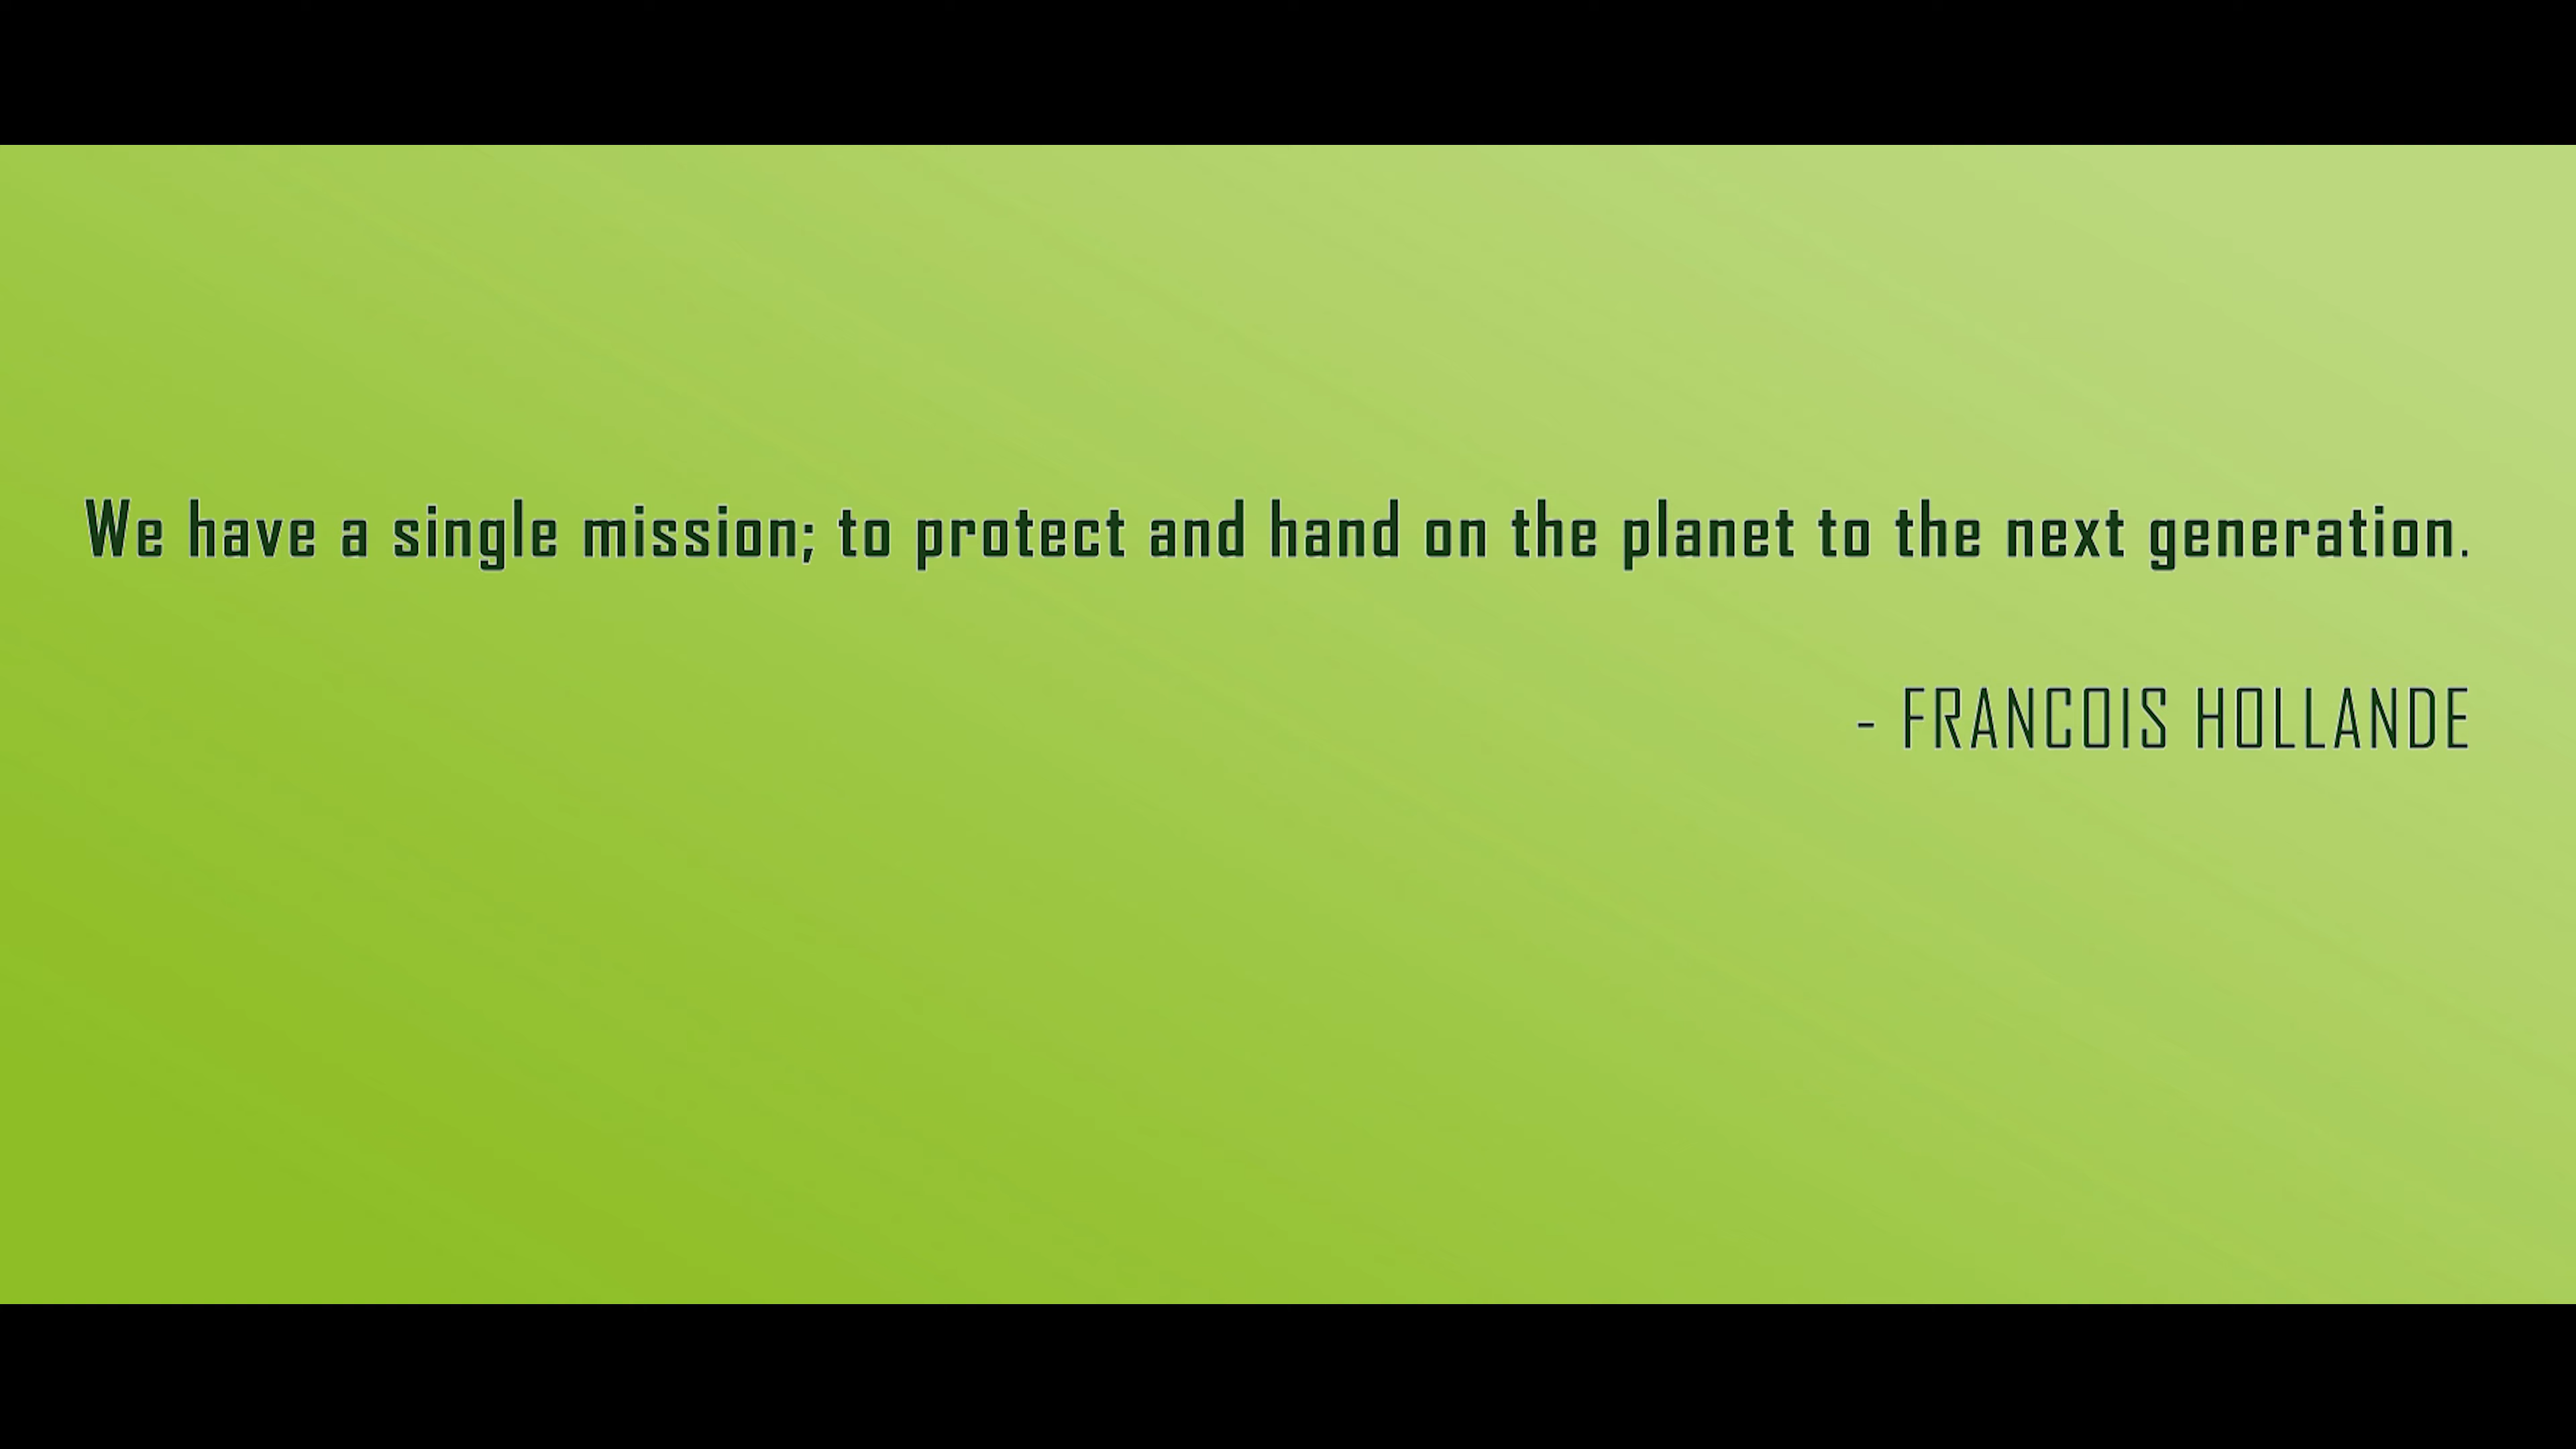 We have a single mission; to protect and hand on the planet to the next generation.
- FRANCOIS HOLLANDE